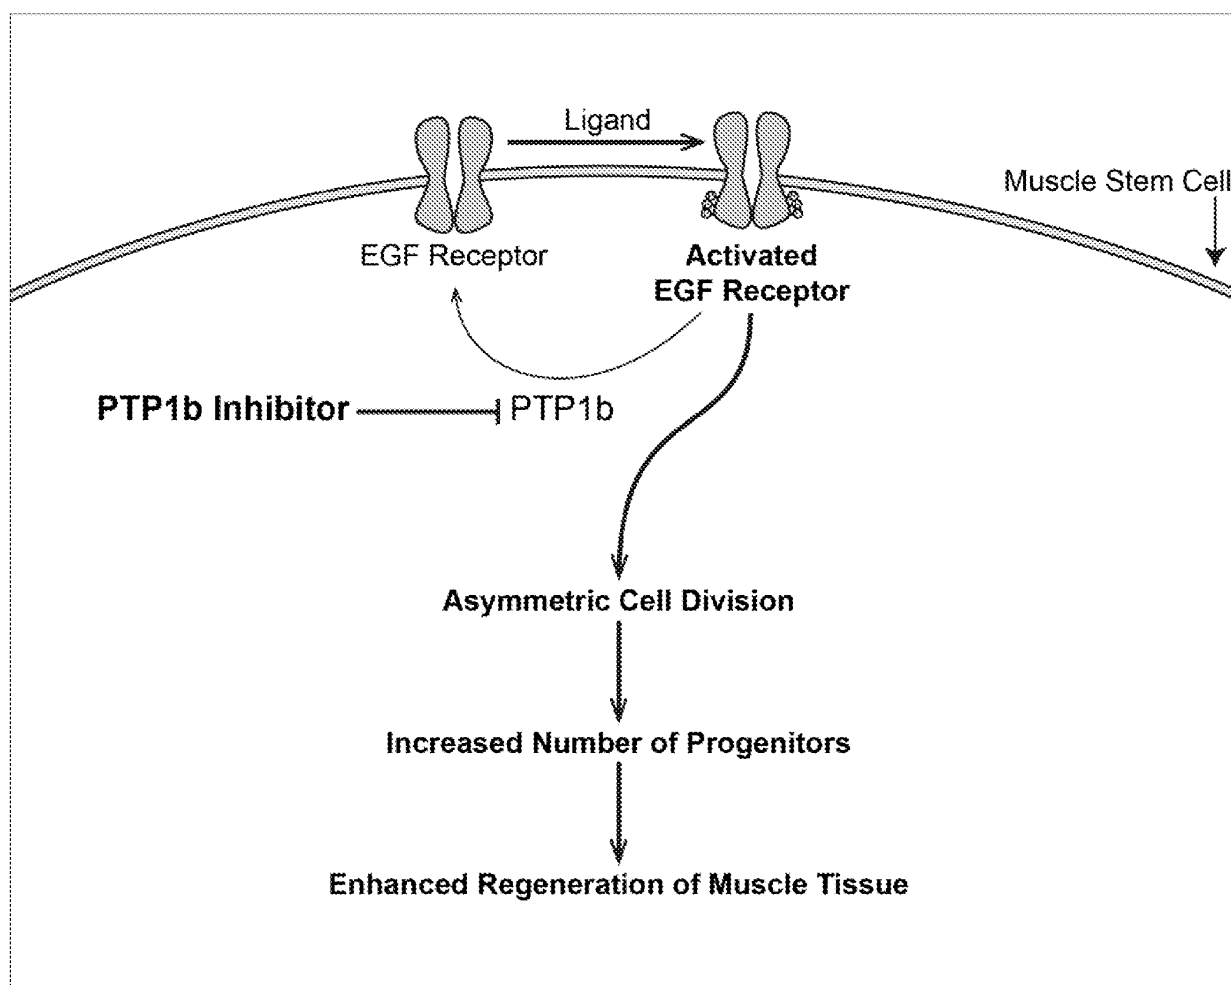 Ligand
Muscle Stem Cell
EGF Receptor
Activated
EGF Receptor
PTP1b Inhibitor
PTP1b
Asymmetric Cell Division
Increased Number of Progenitors
Enhanced Regeneration of Muscle Tissue